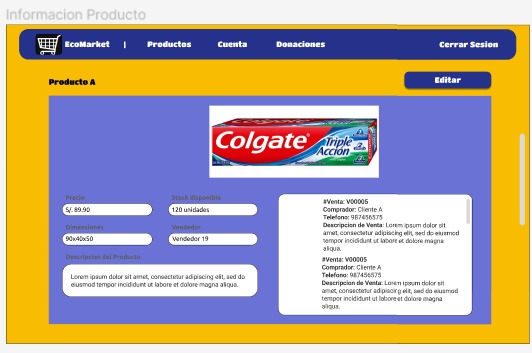 Informacion Producto
EcoMarket | Productos Cuenta Donaciones Cerrar Sesion
Producto A
Editar
Colgate®
Triple
Acción
Precio
S/. 89.90
Stock disponible
120 unidades
Dimensiones
90x40x50
Vendedor
Vendedor 19
Descripcion del Producto
Lorem ipsum dolor sit amet, consectetur adipiscing elit, sed do
eiusmod tempor incididunt ut labore et dolore magna
aliqua.
#Venta: V00005
Comprador: Cliente A
Telefono: 987456575
Descripcion de Venta: Lorem ipsum dolor sit
amet, consectetur adipiscing elit, sed do eiusmod
tempor incididunt ut labore et dolore magna
aliqua.
#Venta: V00005
Comprador: Cliente A
Telefono: 987456575
Descripcion de Venta: Lorem ipsum dolor sit
amet, consectetur adipiscing elit, sed do eiusmod
tempor incididunt ut labore et dolore magna
aliqua.